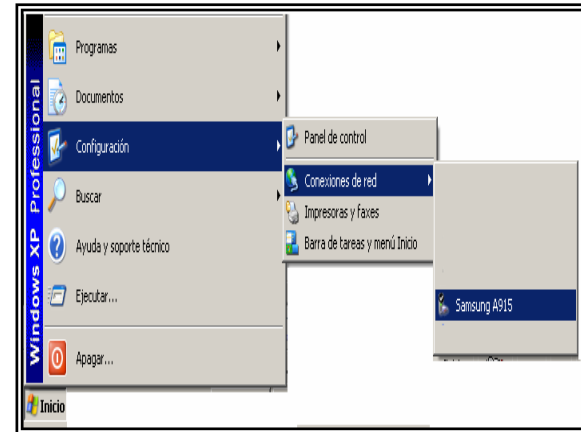 Windows XP Professional
Programas
Documentos
Configuración
Buscar
Ayuda y soporte técnico
Ejecutar...
Apagar...
Inicio
Panel de control
Conexiones de red
Impresoras y faxes
Barra de tareas y menú Inicio
Samsung A915